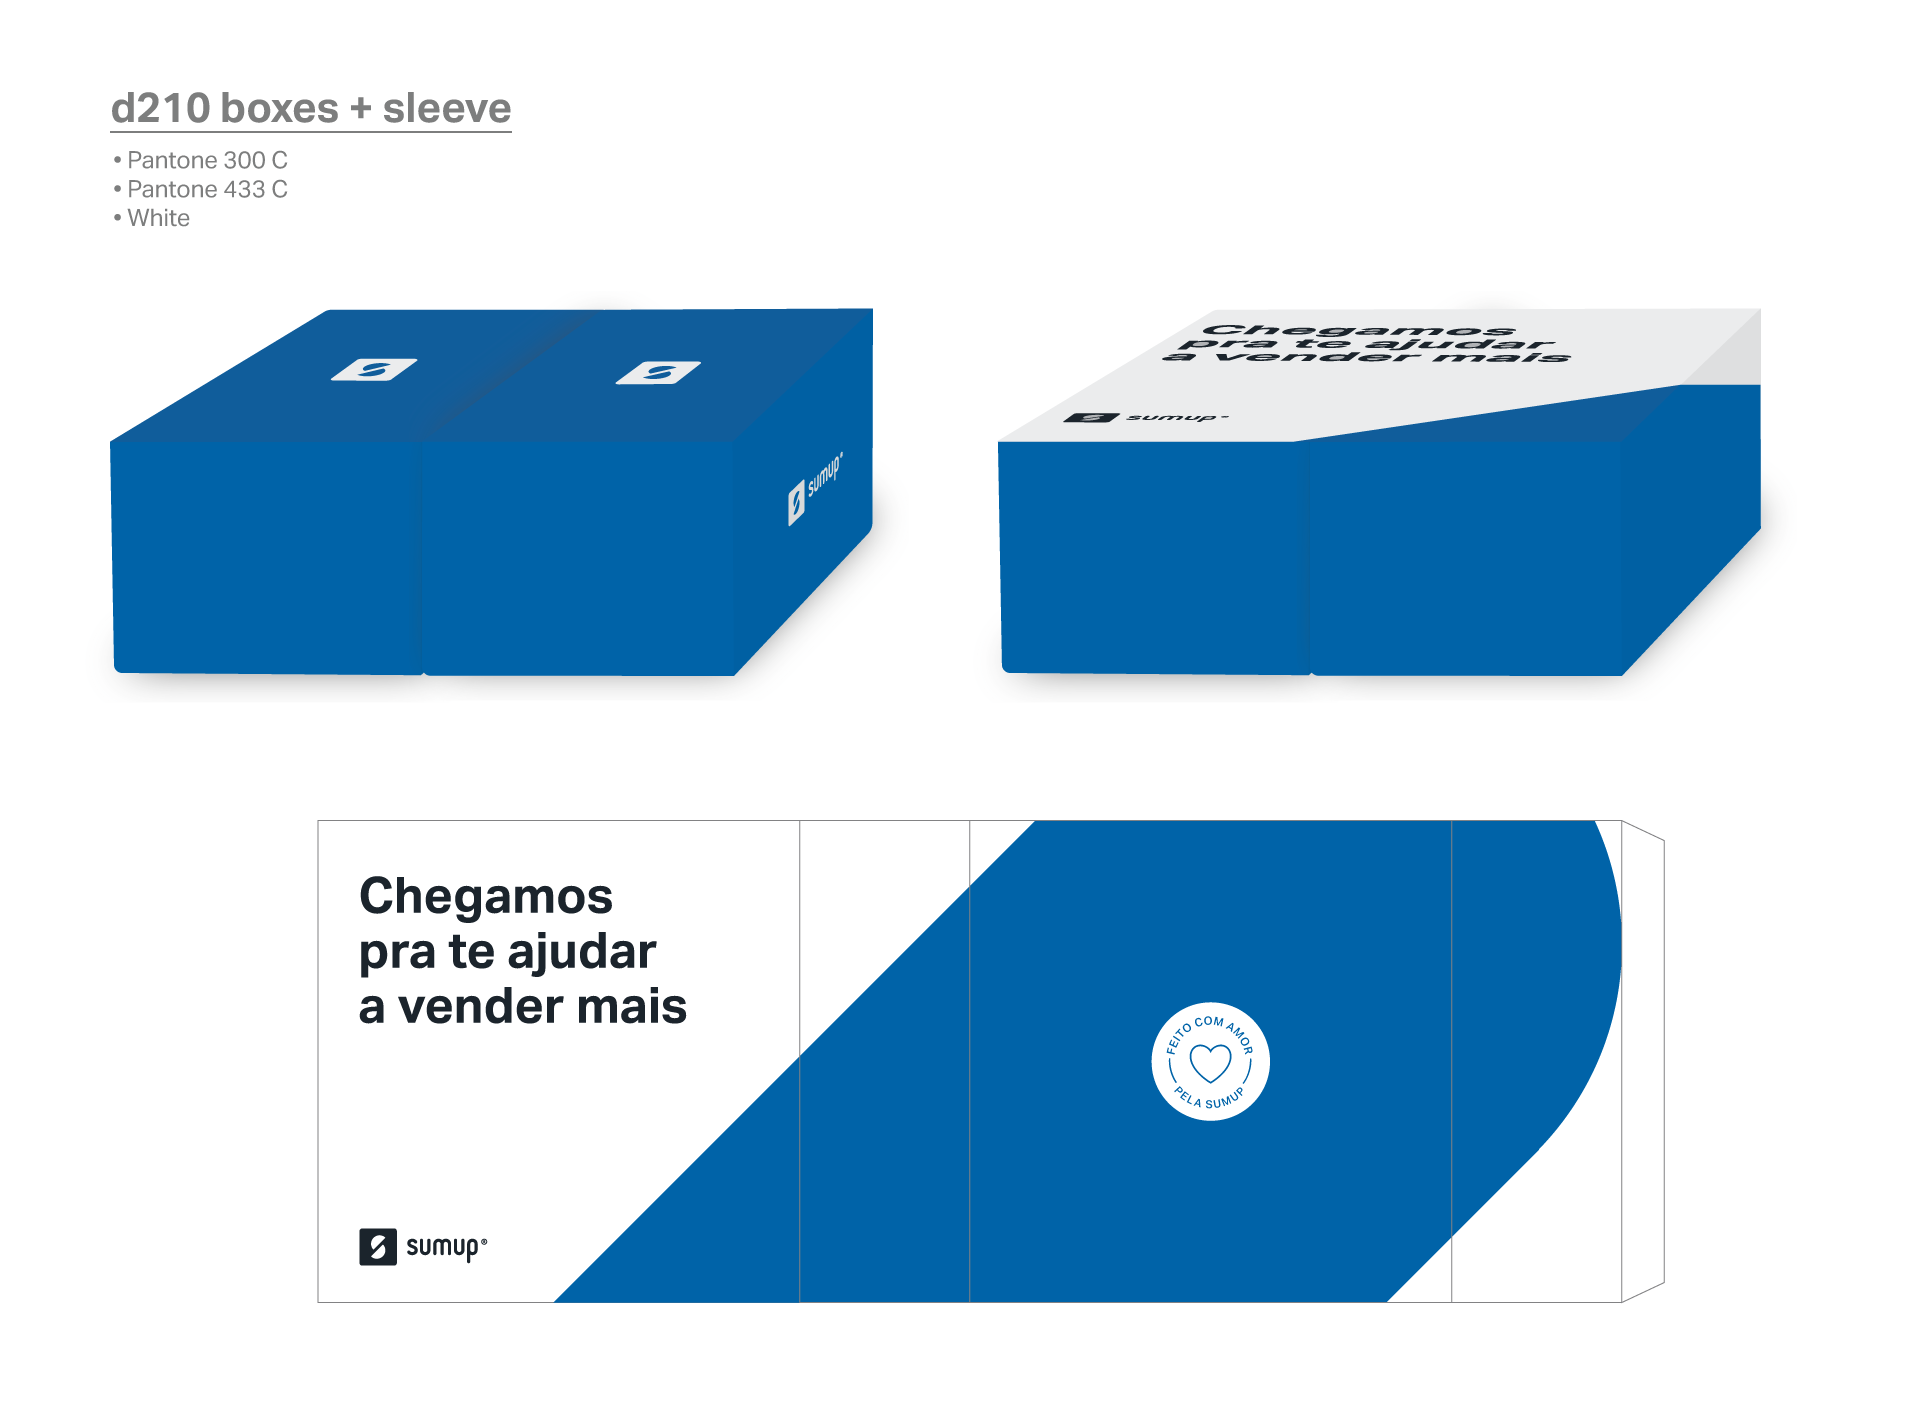 d210 boxes + sleeve
• Pantone 300 C
• Pantone 433 C
• White
sumup®
Chegamos
pra te ajudar
a vender mais
sumup®
Chegamos
pra te ajudar
a vender mais
FEITO COM AMOR
PELA SUMUP
sumup®